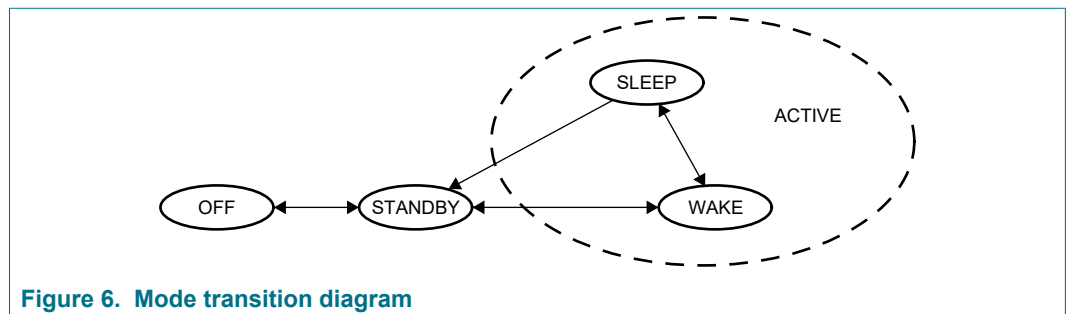 SLEEP
ACTIVE
OFF
STANDBY
WAKE
Figure 6. Mode transition diagram